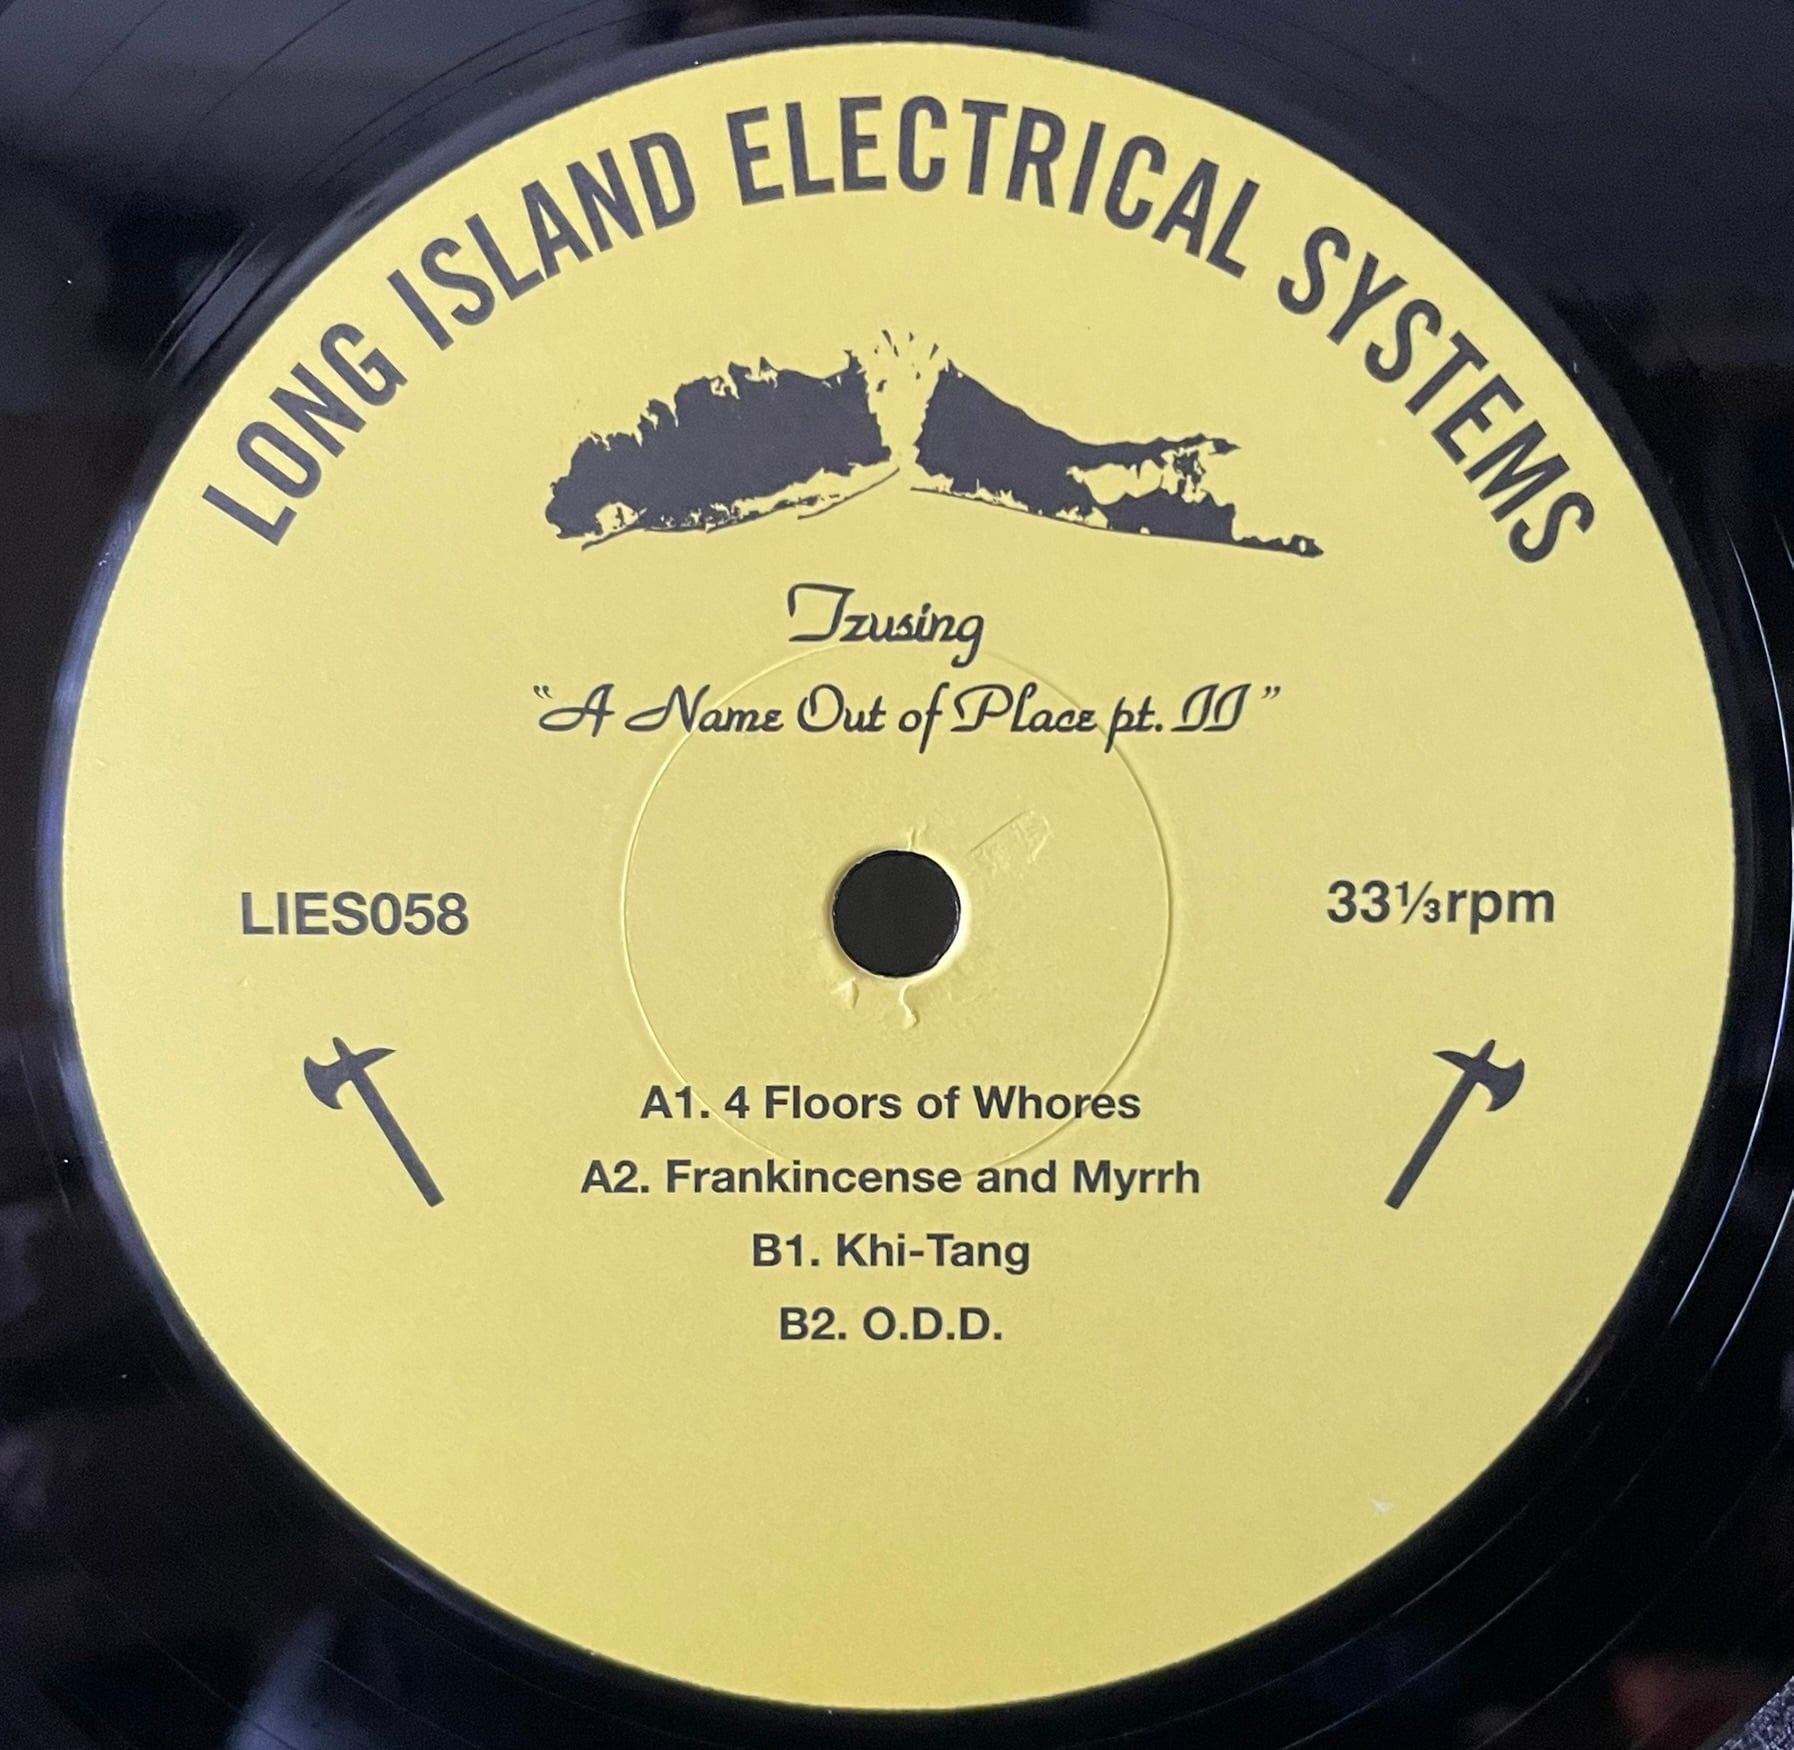 LONG ISLAND ELECTRICAL SYSTEMS
Tzusing
“A Name Out of Place pt. II”
LIES058
33⅓rpm
A1. 4 Floors of Whores
A2. Frankincense and Myrrh
B1. Khi-Tang
B2. O.D.D.